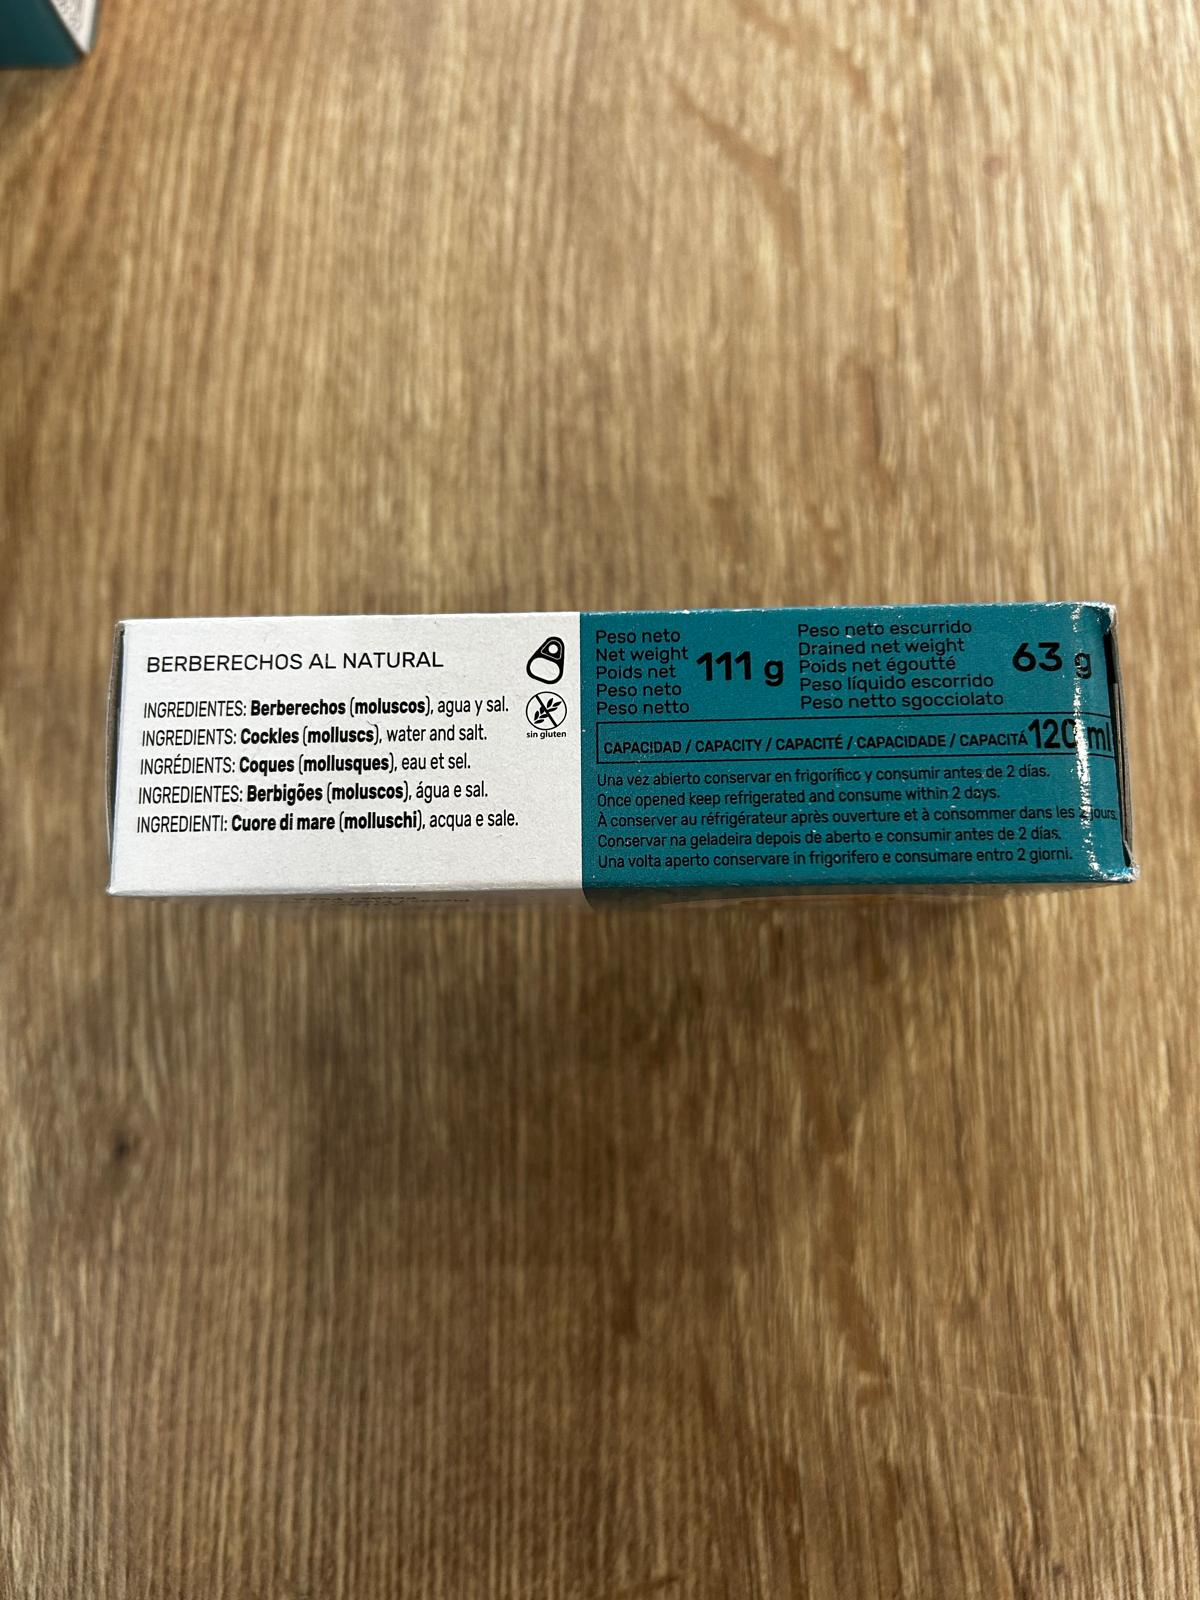 BERBERECHOS AL NATURAL
INGREDIENTES: Berberechos (moluscos), agua y sal.
INGREDIENTS: Cockles (molluscs), water and salt.
INGRÉDIENTS: Coques (mollusques), eau et sel.
INGREDIENTES: Berbigões (moluscos), água e sal.
INGREDIENTI: Cuore di mare (molluschi), acqua e sale.
sin gluten
Peso neto
Net weight
Poids net
Peso neto
Peso netto
111 g
Peso neto escurrido
Drained net weight
Poids net égoutté
Peso líquido escorrido
Peso netto sgocciolato
63 g
CAPACIDAD / CAPACITY / CAPACITÉ / CAPACIDADE / CAPACITÁ 120 ml
Una vez abierto conservar en frigorífico y consumir antes de 2 días.
Once opened keep refrigerated and consume within 2 days.
À conserver au réfrigérateur après ouverture et à consommer dans les 2 jours.
Conservar na geladeira depois de aberto e consumir antes de 2 días.
Una volta aperto conservare in frigorifero e consumare entro 2 giorni.